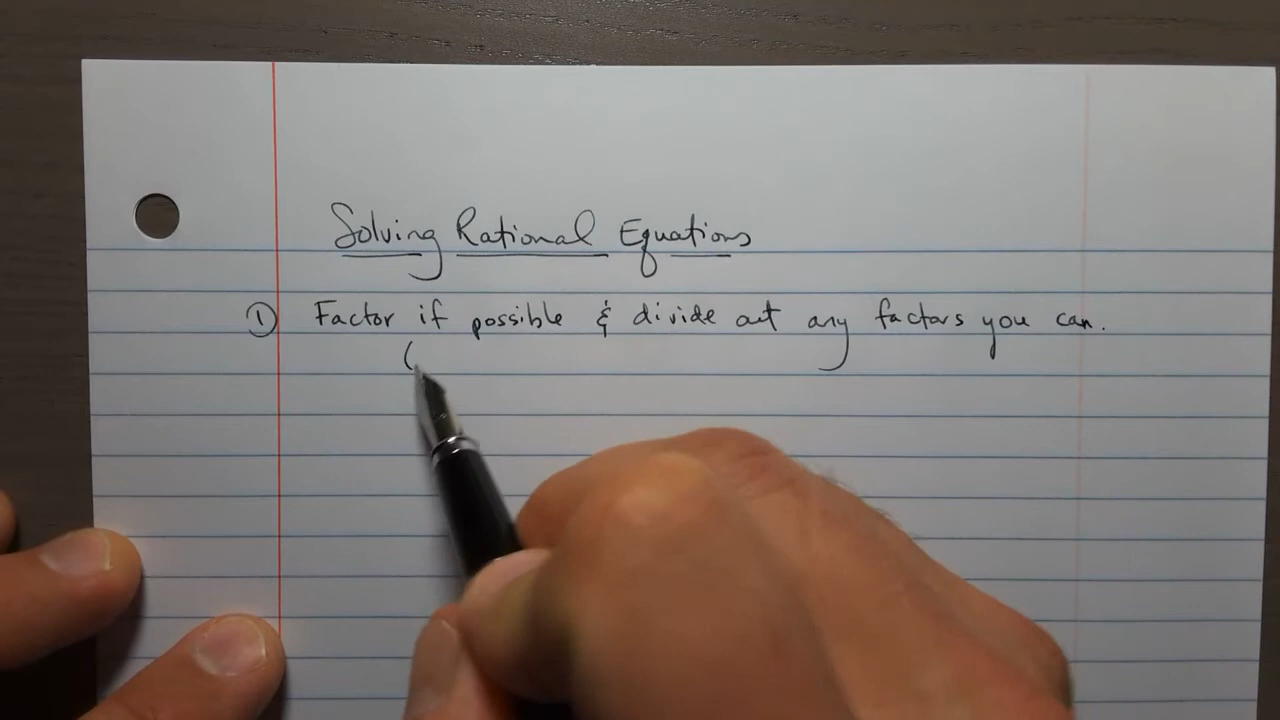 Solving Rational Equations
① Factor if possible & divide out any factors you can.
(